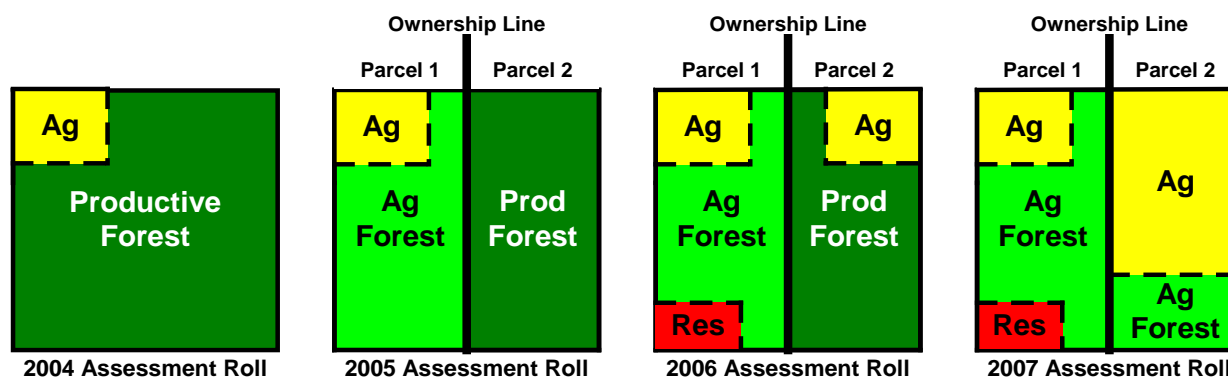 Ag
Productive
Forest
2004 Assessment Roll
Ownership Line
Parcel 1
Parcel 2
Ag
Ag
Forest
Prod
Forest
2005 Assessment Roll
Ownership Line
Parcel 1
Parcel 2
Ag
Ag
Ag
Forest
Prod
Forest
Res
2006 Assessment Roll
Ownership Line
Parcel 1
Parcel 2
Ag
Ag
Ag
Forest
Ag
Forest
Res
2007 Assessment Roll